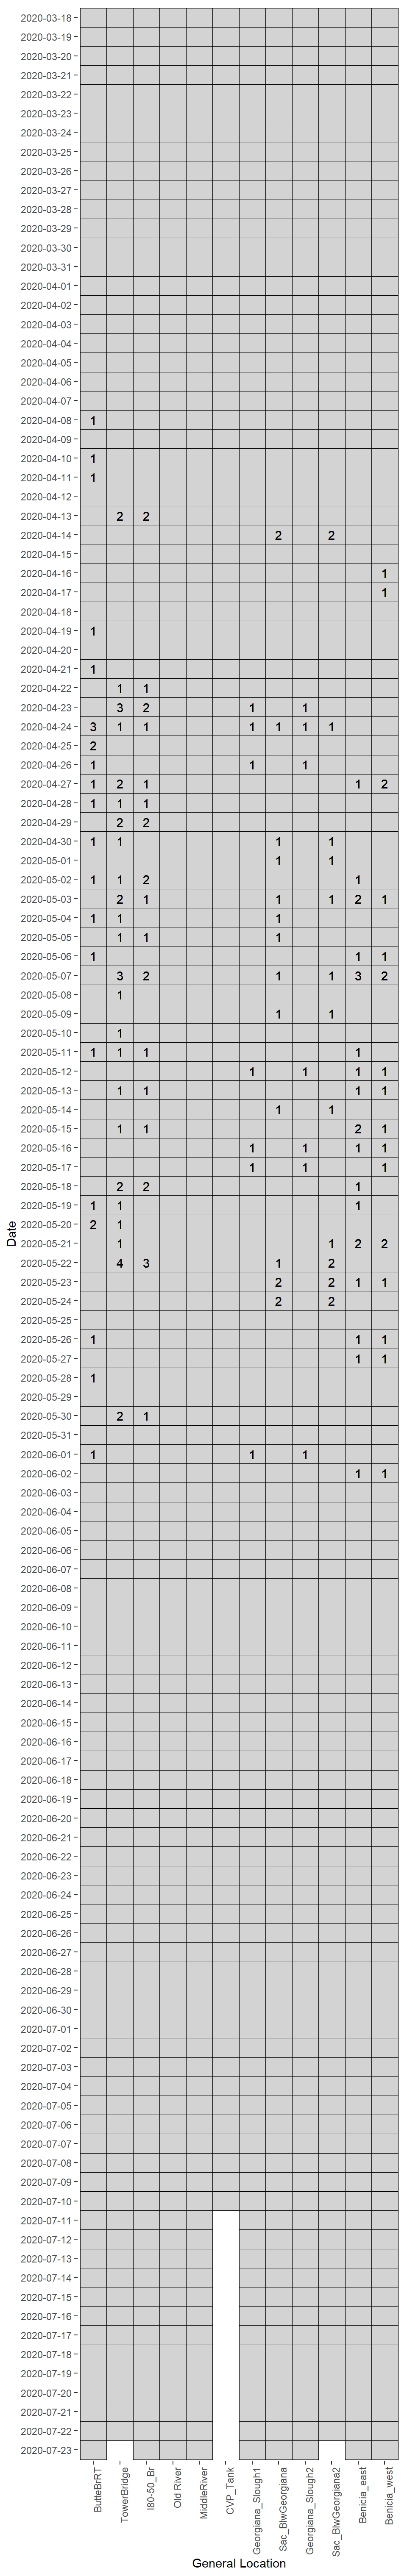 2020-03-18
2020-03-19
2020-03-20
2020-03-21
2020-03-22
2020-03-23
2020-03-24
2020-03-25
2020-03-26
2020-03-27
2020-03-28
2020-03-29
2020-03-30
2020-03-31
2020-04-01
2020-04-02
2020-04-03
2020-04-04
2020-04-05
2020-04-06
2020-04-07
2020-04-08 1
2020-04-09
2020-04-10 1
2020-04-11 1
2020-04-12
2020-04-13 2 2
2020-04-14 2 2
2020-04-15
2020-04-16 1
2020-04-17 1
2020-04-18
2020-04-19 1
2020-04-20
2020-04-21 1
2020-04-22 1 1
2020-04-23 3 2 1 1
2020-04-24 3 1 1 1 1 1 1
2020-04-25 2
2020-04-26 1 1 1
2020-04-27 1 2 1 1 2
2020-04-28 1 1 1
2020-04-29 2 2
2020-04-30 1 1 1 1
2020-05-01 1 1
2020-05-02 1 1 2 1
2020-05-03 2 1 1 1 2 1
2020-05-04 1 1 1
2020-05-05 1 1 1
2020-05-06 1 1 1
2020-05-07 3 2 1 1 3 2
2020-05-08 1
2020-05-09 1 1
2020-05-10 1
2020-05-11 1 1 1 1
2020-05-12 1 1 1 1
2020-05-13 1 1 1 1
2020-05-14 1 1
2020-05-15 1 1 2 1
2020-05-16 1 1 1 1
2020-05-17 1 1 1
2020-05-18 2 2 1
2020-05-19 1 1 1
2020-05-20 2 1
2020-05-21 1 1 2 2
2020-05-22 4 3 1 2
2020-05-23 2 2 1 1
2020-05-24 2 2
2020-05-25
2020-05-26 1 1 1
2020-05-27 1 1
2020-05-28 1
2020-05-29
2020-05-30 2 1
2020-05-31
2020-06-01 1 1 1
2020-06-02 1 1
2020-06-03
2020-06-04
2020-06-05
2020-06-06
2020-06-07
2020-06-08
2020-06-09
2020-06-10
2020-06-11
2020-06-12
2020-06-13
2020-06-14
2020-06-15
2020-06-16
2020-06-17
2020-06-18
2020-06-19
2020-06-20
2020-06-21
2020-06-22
2020-06-23
2020-06-24
2020-06-25
2020-06-26
2020-06-27
2020-06-28
2020-06-29
2020-06-30
2020-07-01
2020-07-02
2020-07-03
2020-07-04
2020-07-05
2020-07-06
2020-07-07
2020-07-08
2020-07-09
2020-07-10
2020-07-11
2020-07-12
2020-07-13
2020-07-14
2020-07-15
2020-07-16
2020-07-17
2020-07-18
2020-07-19
2020-07-20
2020-07-21
2020-07-22
2020-07-23
Date
ButteBrRT
TowerBridge
I80-50_Br
Old River
MiddleRiver
CVP_Tank
Georgiana_Slough1
Sac_BlwGeorgiana
Georgiana_Slough2
Sac_BlwGeorgiana2
Benicia_east
Benicia_west
General Location